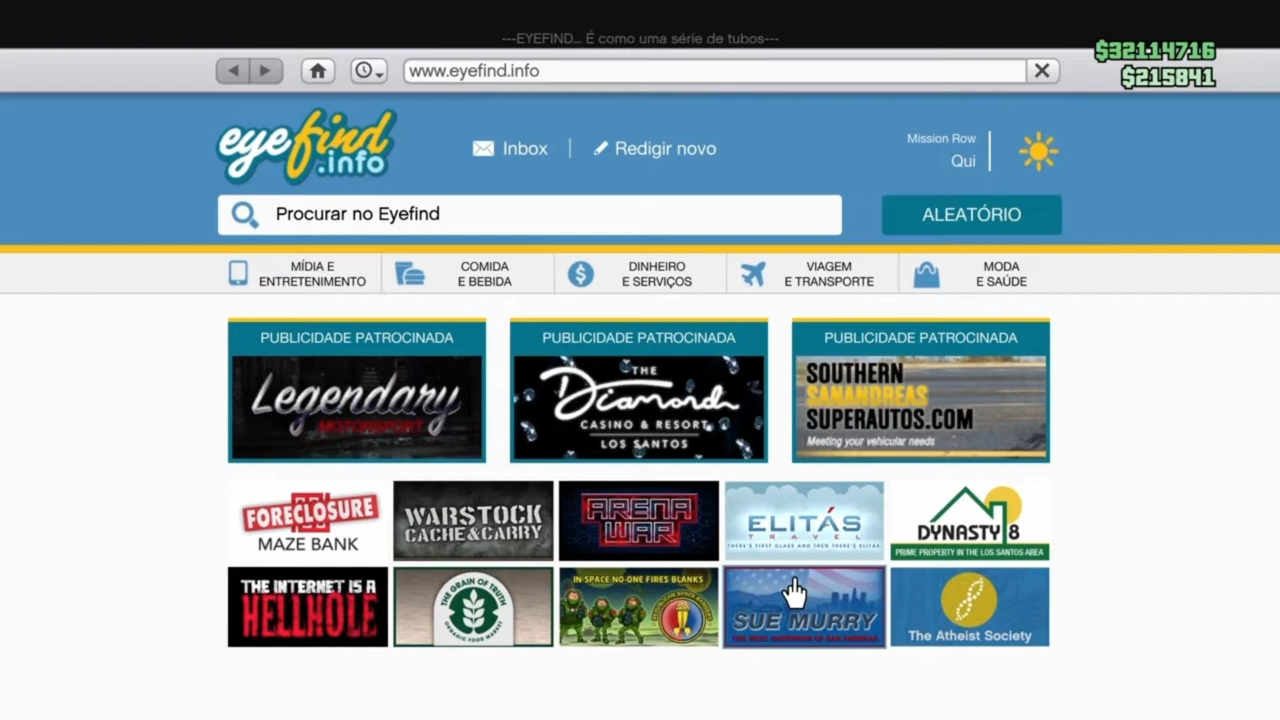 ---EYEFIND... É como uma série de tubos---
$32114716
$215841
www.eyefind.info
eyefind
.info
Inbox
Redigir novo
Mission Row
Qui
Procurar no Eyefind
ALEATÓRIO
MÍDIA E
ENTRETENIMENTO
COMIDA
E BEBIDA
DINHEIRO
E SERVIÇOS
VIAGEM
E TRANSPORTE
MODA
E SAÚDE
PUBLICIDADE PATROCINADA
Legendary
MOTORSPORT
PUBLICIDADE PATROCINADA
THE
Diamond
CASINO & RESORT
LOS SANTOS
PUBLICIDADE PATROCINADA
SOUTHERN
SANANDREAS
SUPERAUTOS.COM
Meeting your vehicular needs
FORECLOSURE
MAZE BANK
WARSTOCK
CACHE&CARRY
ARENA
WAR
ELITÁS
TRAVEL
THERE'S FIRST CLASS AND THEN THERE'S ELITAS
DYNASTY 8
PRIME PROPERTY IN THE LOS SANTOS AREA
THE INTERNET IS A
HELLHOLE
THE GRAIN OF TRUTH
ORGANIC FOOD MARKET
IN SPACE NO-ONE FIRES BLANKS
REPUBLICAN SPACE RANGERS
SUE MURRY
THE NEXT GOVERNOR OF SAN ANDREAS
The Atheist Society